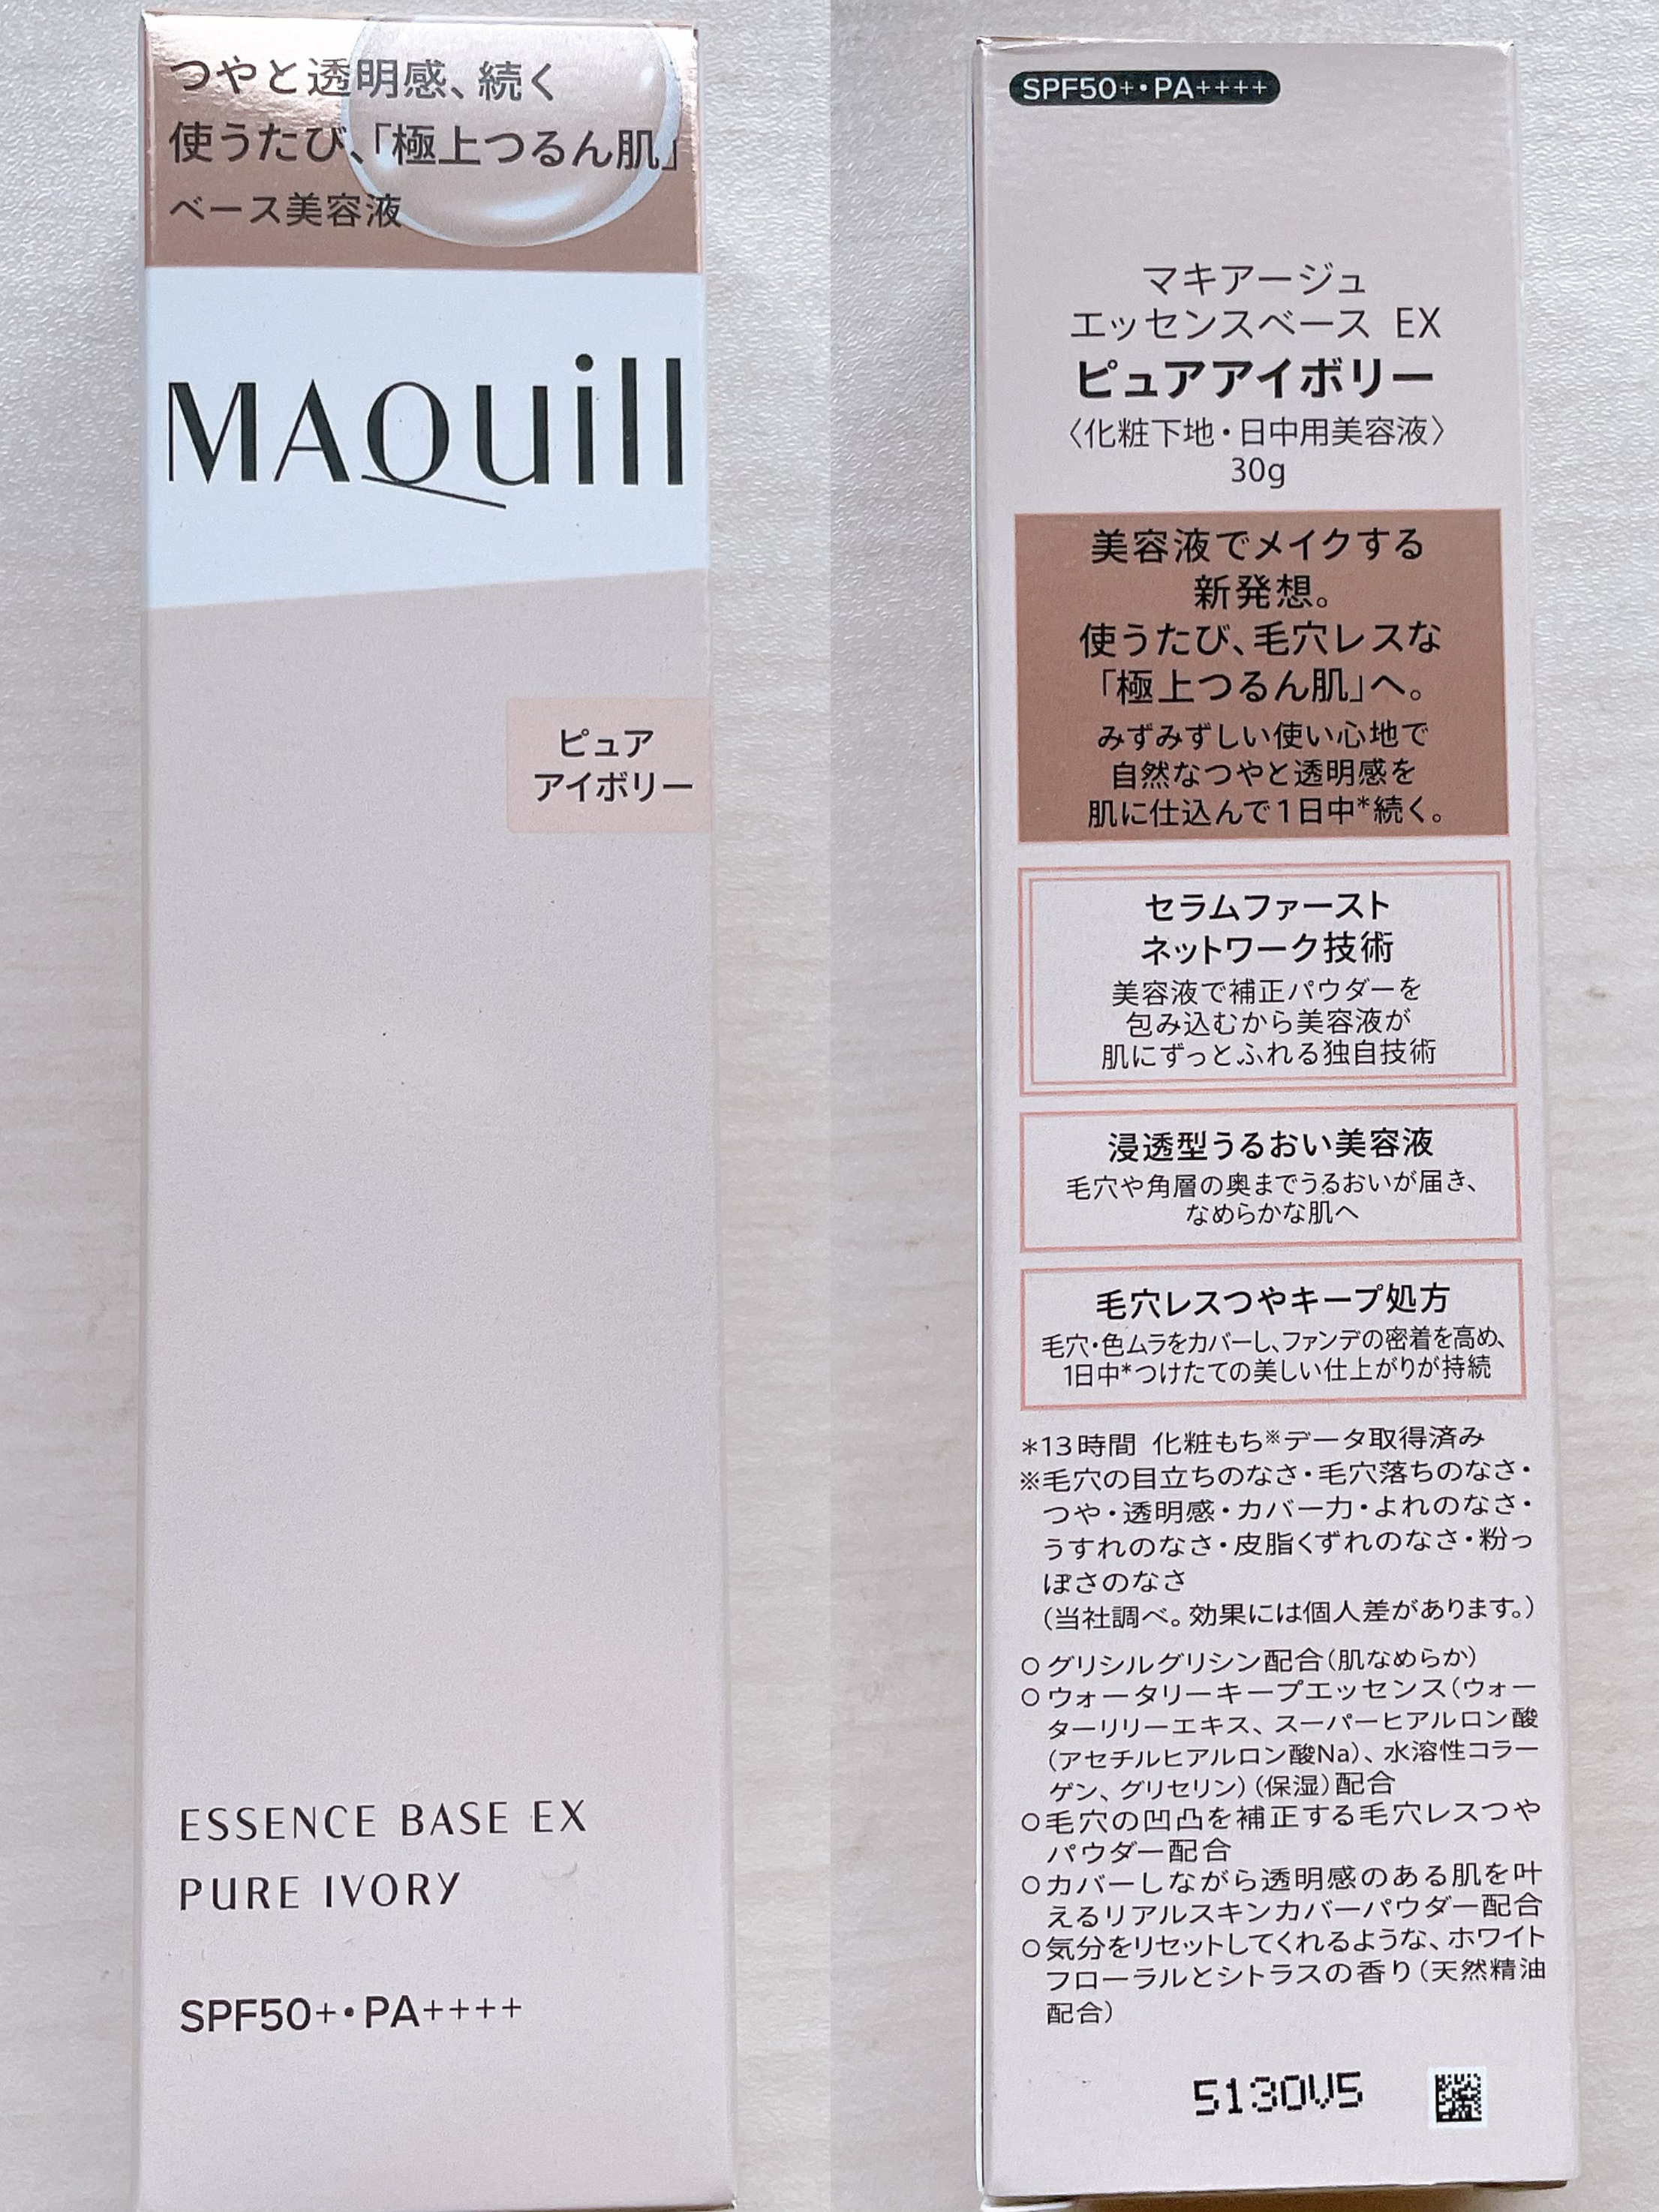 つやと透明感、続く
使うたび、「極上つるん肌」
ベース美容液
MAQuill
ピュア
アイボリー
ESSENCE BASE EX
PURE IVORY
SPF50+・PA++++
SPF50+・PA++++
マキアージュ
エッセンスベース EX
ピュアアイボリー
〈化粧下地・日中用美容液〉
30g
美容液でメイクする
新発想。
使うたび、毛穴レスな
「極上つるん肌」へ。
みずみずしい使い心地で
自然なつやと透明感を
肌に仕込んで1日中*続く。
セラムファースト
ネットワーク技術
美容液で補正パウダーを
包み込むから美容液が
肌にずっとふれる独自技術
浸透型うるおい美容液
毛穴や角層の奥までうるおいが届き、
なめらかな肌へ
毛穴レスつやキープ処方
毛穴・色ムラをカバーし、ファンデの密着を高め、
1日中*つけたての美しい仕上がりが持続
*13時間 化粧もち※データ取得済み
※毛穴の目立ちのなさ・毛穴落ちのなさ・
つや・透明感・カバー力・よれのなさ・
うすれのなさ・皮脂くずれのなさ・粉っ
ぽさのなさ
（当社調べ。効果には個人差があります。）
○グリシルグリシン配合（肌なめらか）
○ウォータリーキープエッセンス（ウォー
ターリリーエキス、スーパーヒアルロン酸
（アセチルヒアルロン酸Na）、水溶性コラー
ゲン、グリセリン）（保湿）配合
○毛穴の凹凸を補正する毛穴レスつや
パウダー配合
○カバーしながら透明感のある肌を叶
えるリアルスキンカバーパウダー配合
○気分をリセットしてくれるような、ホワイト
フローラルとシトラスの香り（天然精油
配合）
5130V5